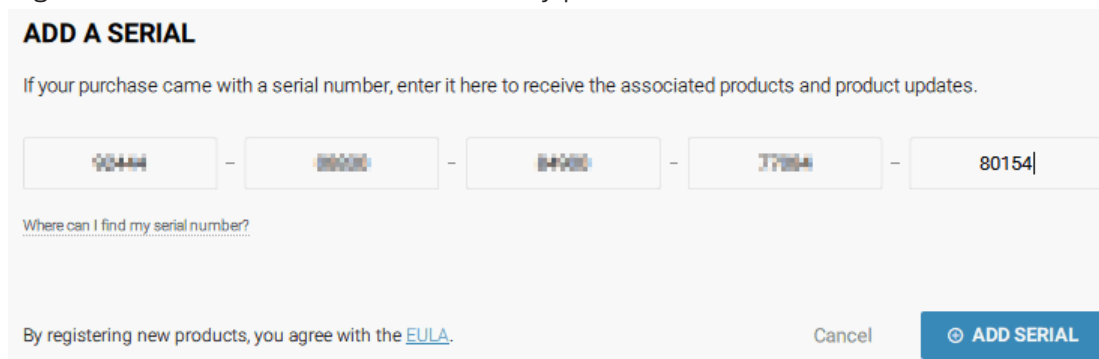 ADD A SERIAL
If your purchase came with a serial number, enter it here to receive the associated products and product updates.
- - - - 80154
Where can I find my serial number?
By registering new products, you agree with the EULA. Cancel ADD SERIAL